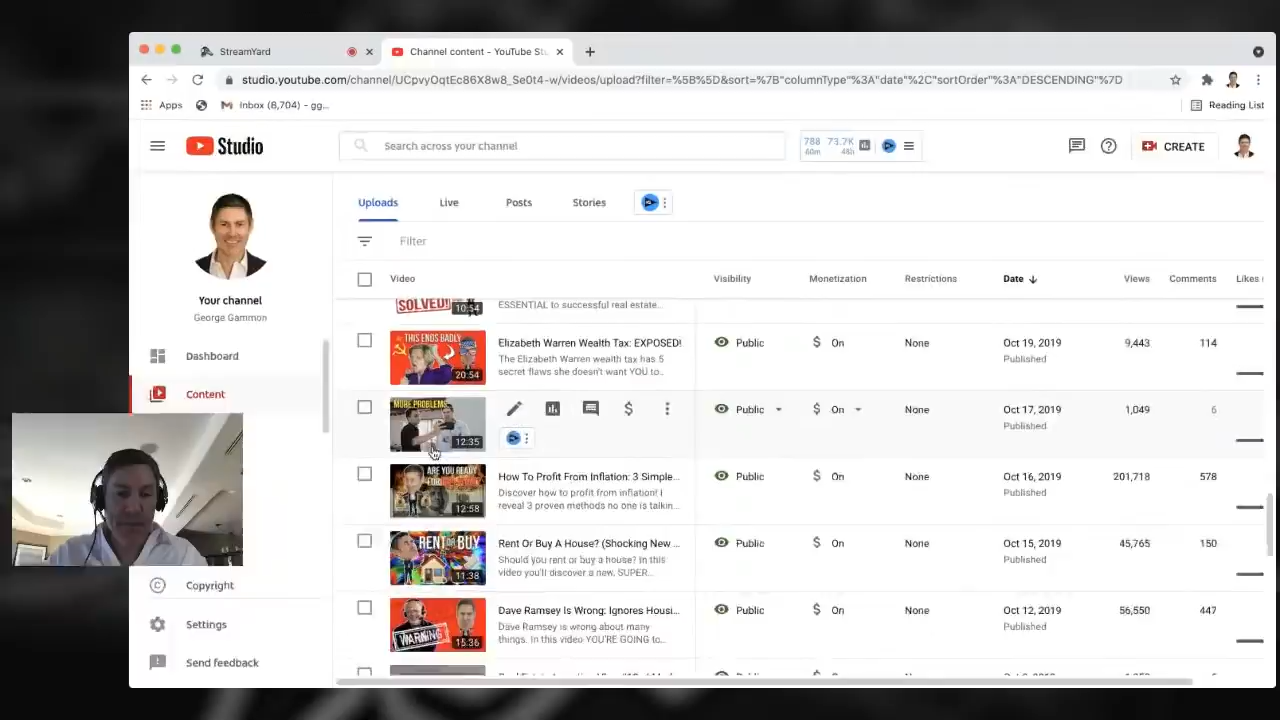 StreamYard
Channel content - YouTube Stu
studio.youtube.com/channel/UCpvyOqtEc86X8w8_Se0t4-w/videos/upload?filter=%5B%5D&sort=%7B"columnType"%3A"date"%2C"sortOrder"%3A"DESCENDING"%7D
Apps
Inbox (8,704) - gg...
Reading List
Studio
Search across your channel
788 73.7K
60m 48h
CREATE
Uploads
Live
Posts
Stories
Filter
Your channel
George Gammon
Dashboard
Content
Copyright
Settings
Send feedback
Video
Visibility
Monetization
Restrictions
Date
Views
Comments
Likes
SOLVED!
10:54
ESSENTIAL to successful real estate...
THIS ENDS BADLY
20:54
Elizabeth Warren Wealth Tax: EXPOSED!
The Elizabeth Warren wealth tax has 5
secret flaws she doesn't want YOU to...
Public
On
None
Oct 19, 2019
Published
9,443
114
MORE PROBLEMS
12:35
Public
On
None
Oct 17, 2019
Published
1,049
6
ARE YOU READY
12:58
How To Profit From Inflation: 3 Simple...
Discover how to profit from inflation! I
reveal 3 proven methods no one is talkin...
Public
On
None
Oct 16, 2019
Published
201,718
578
RENT OR BUY
11:38
Rent Or Buy A House? (Shocking New ...
Should you rent or buy a house? In this
video you'll discover a new. SUPER...
Public
On
None
Oct 15, 2019
Published
45,765
150
WARNING
15:36
Dave Ramsey Is Wrong: Ignores Housi...
Dave Ramsey is wrong about many
things. In this video YOU'RE GOING to...
Public
On
None
Oct 12, 2019
Published
56,550
447